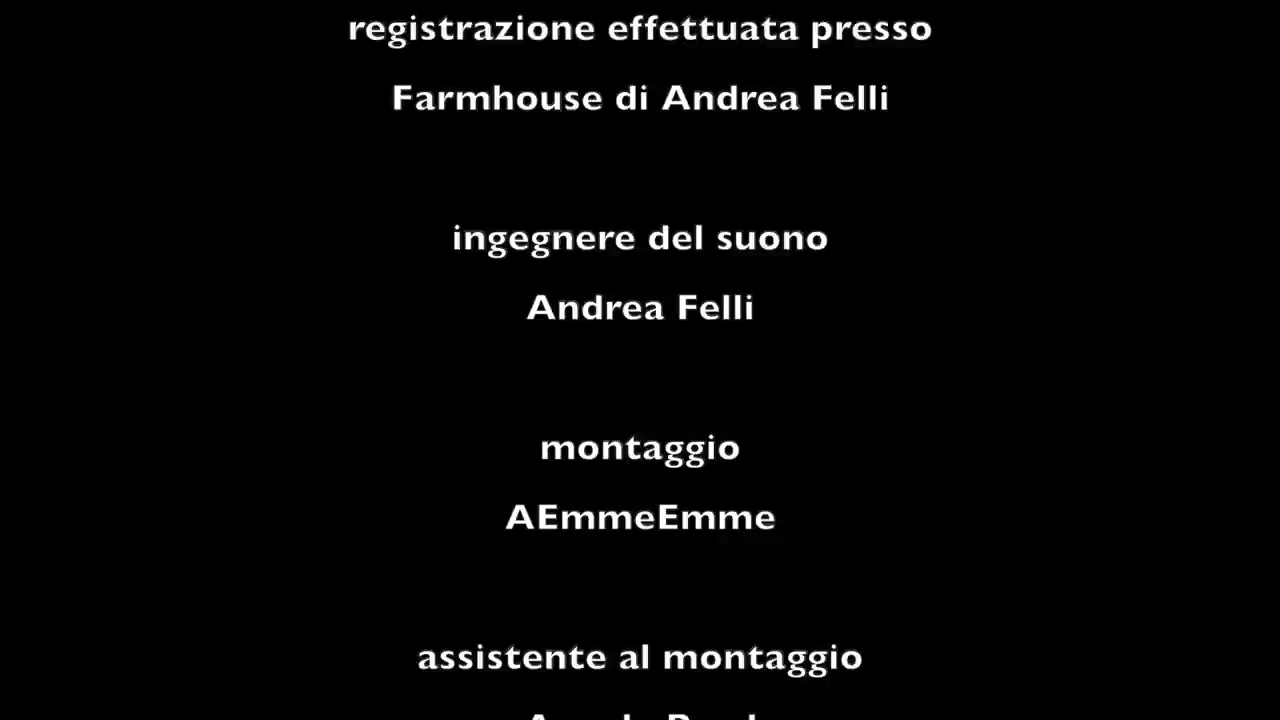 registrazione effettuata presso
Farmhouse di Andrea Felli
ingegnere del suono
Andrea Felli
montaggio
AEmmeEmme
assistente al montaggio